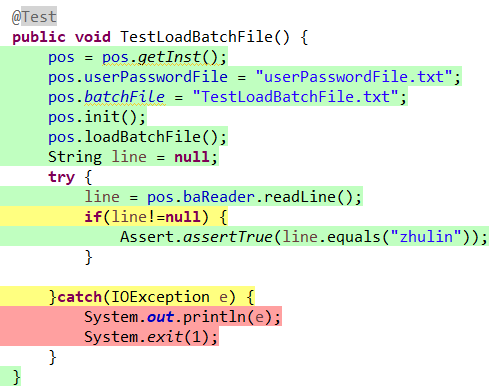 @Test
public void TestLoadBatchFile() {
    pos = pos.getInst();
    pos.userPasswordFile = "userPasswordFile.txt";
    pos.batchFile = "TestLoadBatchFile.txt";
    pos.init();
    pos.loadBatchFile();
    String line = null;
    try {
        line = pos.baReader.readLine();
        if(line!=null) {
            Assert.assertTrue(line.equals("zhulin"));
        }

    }catch(IOException e) {
        System.out.println(e);
        System.exit(1);
    }
}